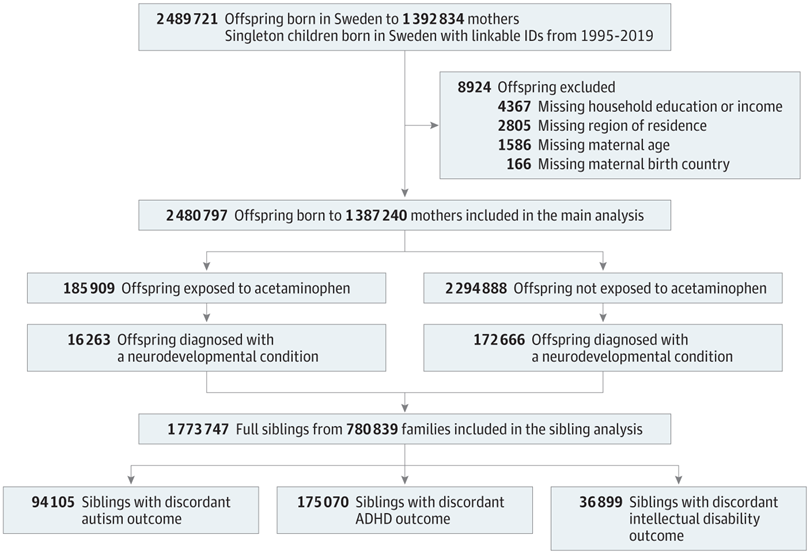 2 489 721 Offspring born in Sweden to 1 392 834 mothers
Singleton children born in Sweden with linkable IDs from 1995-2019
8924 Offspring excluded
4367 Missing household education or income
2805 Missing region of residence
1586 Missing maternal age
166 Missing maternal birth country
2 480 797 Offspring born to 1 387 240 mothers included in the main analysis
185 909 Offspring exposed to acetaminophen
2 294 888 Offspring not exposed to acetaminophen
16 263 Offspring diagnosed with
a neurodevelopmental condition
172 666 Offspring diagnosed with
a neurodevelopmental condition
1 773 747 Full siblings from 780 839 families included in the sibling analysis
94 105 Siblings with discordant
autism outcome
175 070 Siblings with discordant
ADHD outcome
36 899 Siblings with discordant
intellectual disability
outcome